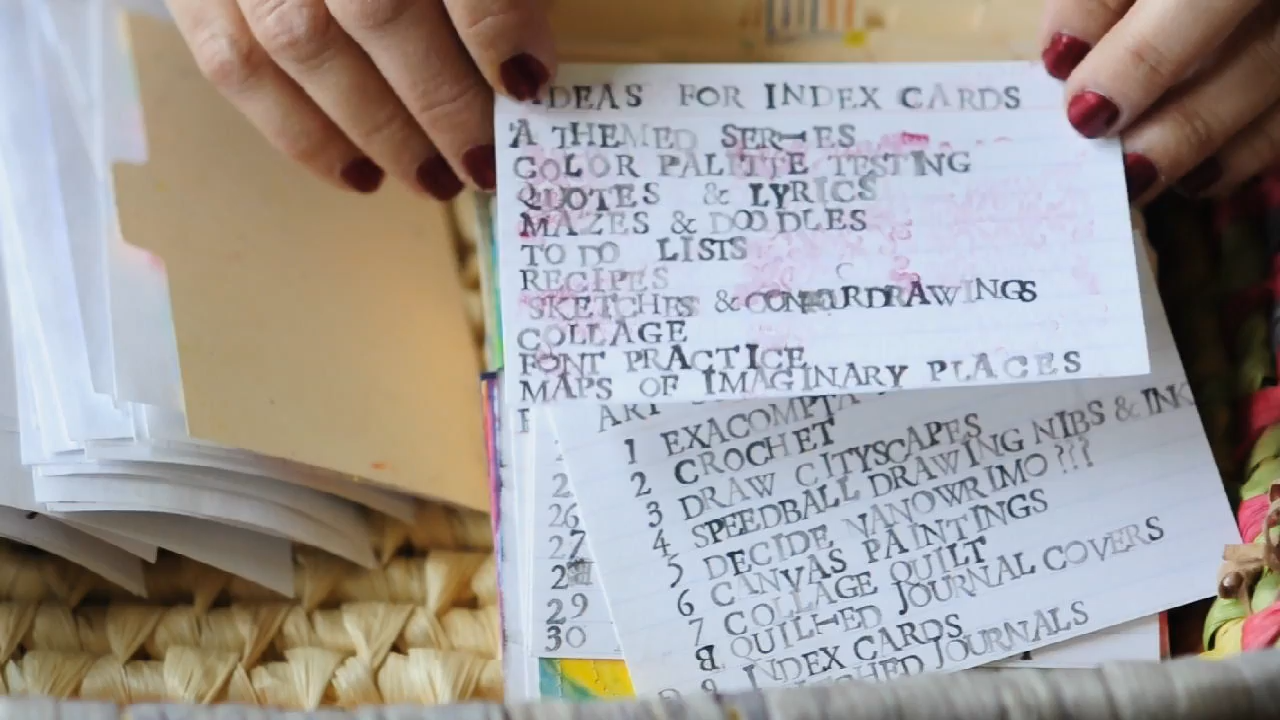 IDEAS FOR INDEX CARDS
A THEMED SERIES
COLOR PALITTE TESTING
QUOTES & LYRICS
MAZES & DOODLES
TO DO LISTS
RECIPES
SKETCHES & CONTOUR DRAWINGS
COLLAGE
FONT PRACTICE
MAPS OF IMAGINARY PLACES
ART
1 EXACOMPTA
2 CROCHET
3 DRAW CITYSCAPES
4 SPEEDBALL DRAWING NIBS & INK
5 DECIDE NANOWRIMO???
6 CANVAS PAINTINGS
7 COLLAGE QUILT
8 QUILTED JOURNAL COVERS
9 INDEX CARDS
JOURNALS
26
27
29
30